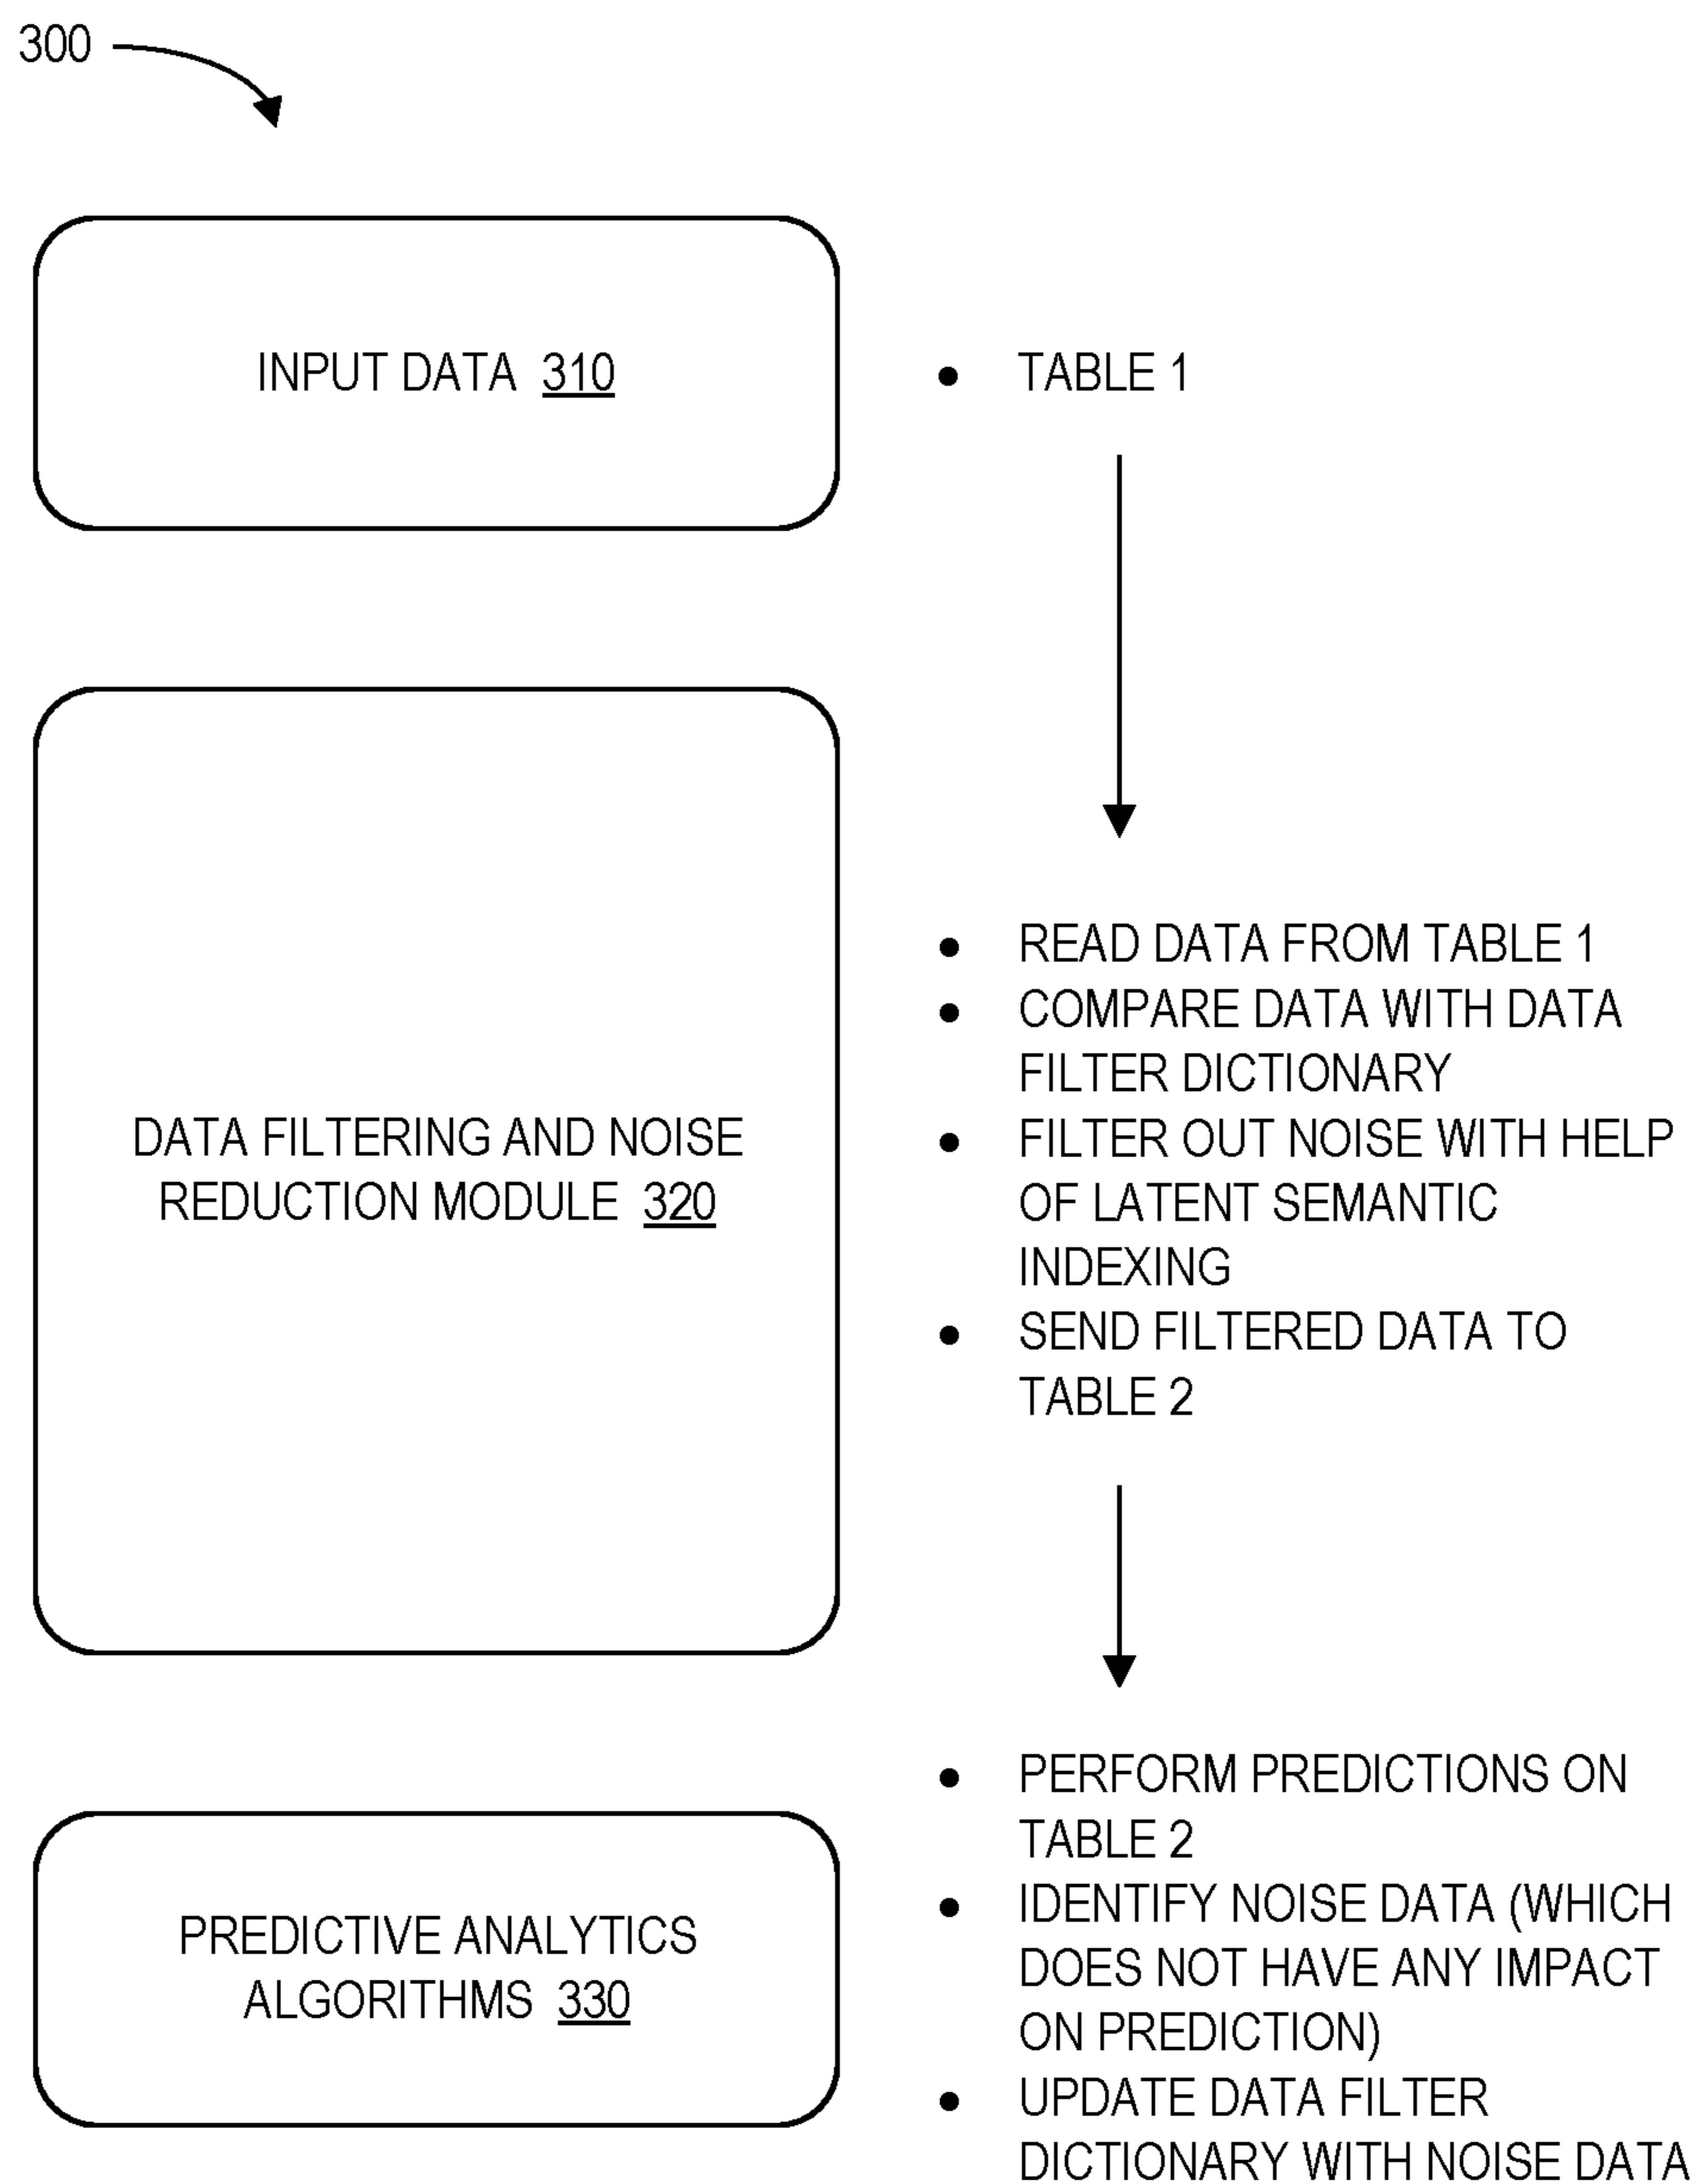 300
INPUT DATA 310
• TABLE 1
DATA FILTERING AND NOISE
REDUCTION MODULE 320
• READ DATA FROM TABLE 1
• COMPARE DATA WITH DATA
FILTER DICTIONARY
• FILTER OUT NOISE WITH HELP
OF LATENT SEMANTIC
INDEXING
• SEND FILTERED DATA TO
TABLE 2
PREDICTIVE ANALYTICS
ALGORITHMS 330
• PERFORM PREDICTIONS ON
TABLE 2
• IDENTIFY NOISE DATA (WHICH
DOES NOT HAVE ANY IMPACT
ON PREDICTION)
• UPDATE DATA FILTER
DICTIONARY WITH NOISE DATA